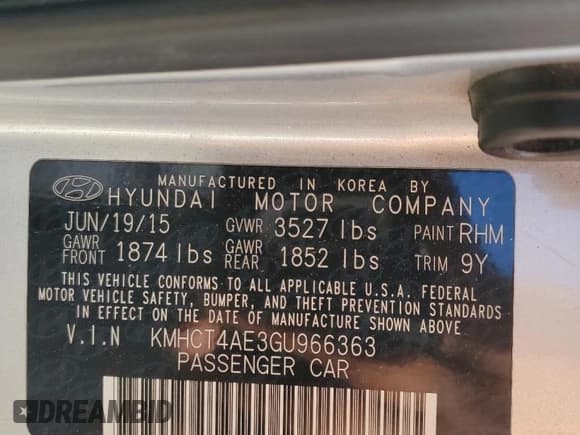 MANUFACTURED IN KOREA BY
HYUNDAI MOTOR COMPANY
JUN/19/15 GVWR 3527 lbs PAINT RHM
GAWR FRONT 1874 lbs GAWR REAR 1852 lbs TRIM 9Y
THIS VEHICLE CONFORMS TO ALL APPLICABLE U.S.A. FEDERAL
MOTOR VEHICLE SAFETY, BUMPER, AND THEFT PREVENTION STANDARDS
IN EFFECT ON THE DATE OF MANUFACTURE SHOWN ABOVE.
V.I.N KMHCT4AE3GU966363
PASSENGER CAR
DREAMBID